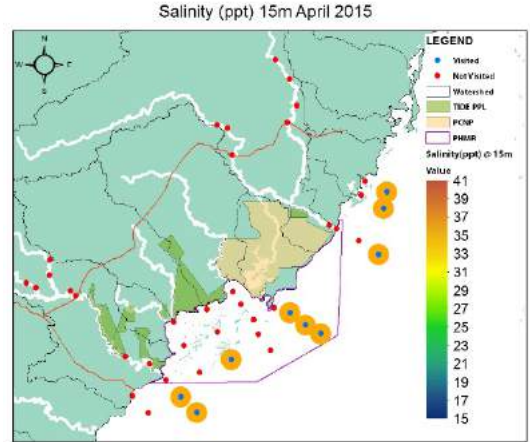 Salinity (ppt) 15m April 2015
N
W E
S
LEGEND
Visited
Not Visited
Watershed
TIDE PPL
PCNP
PHMR
Salinity(ppt) @ 15m
Value
41
39
37
35
33
31
29
27
25
23
21
19
17
15